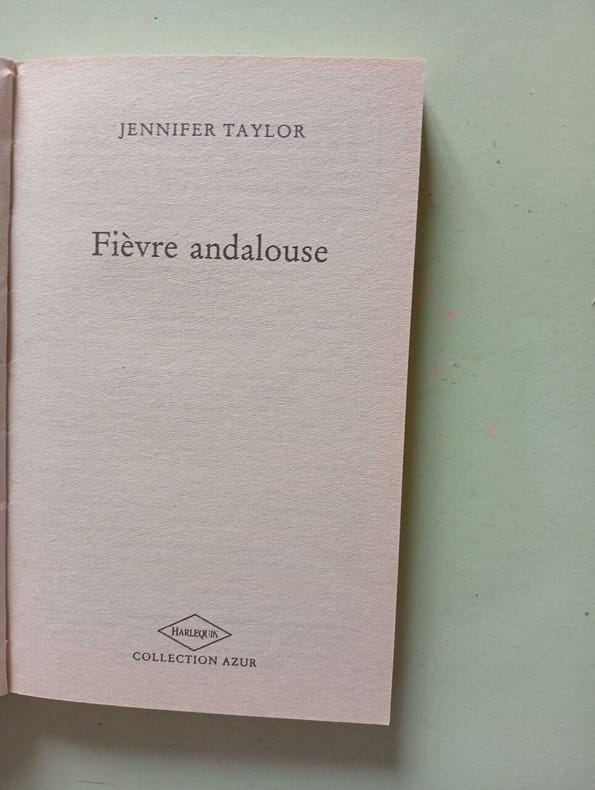 JENNIFER TAYLOR
Fièvre andalouse
HARLEQUIN
COLLECTION AZUR